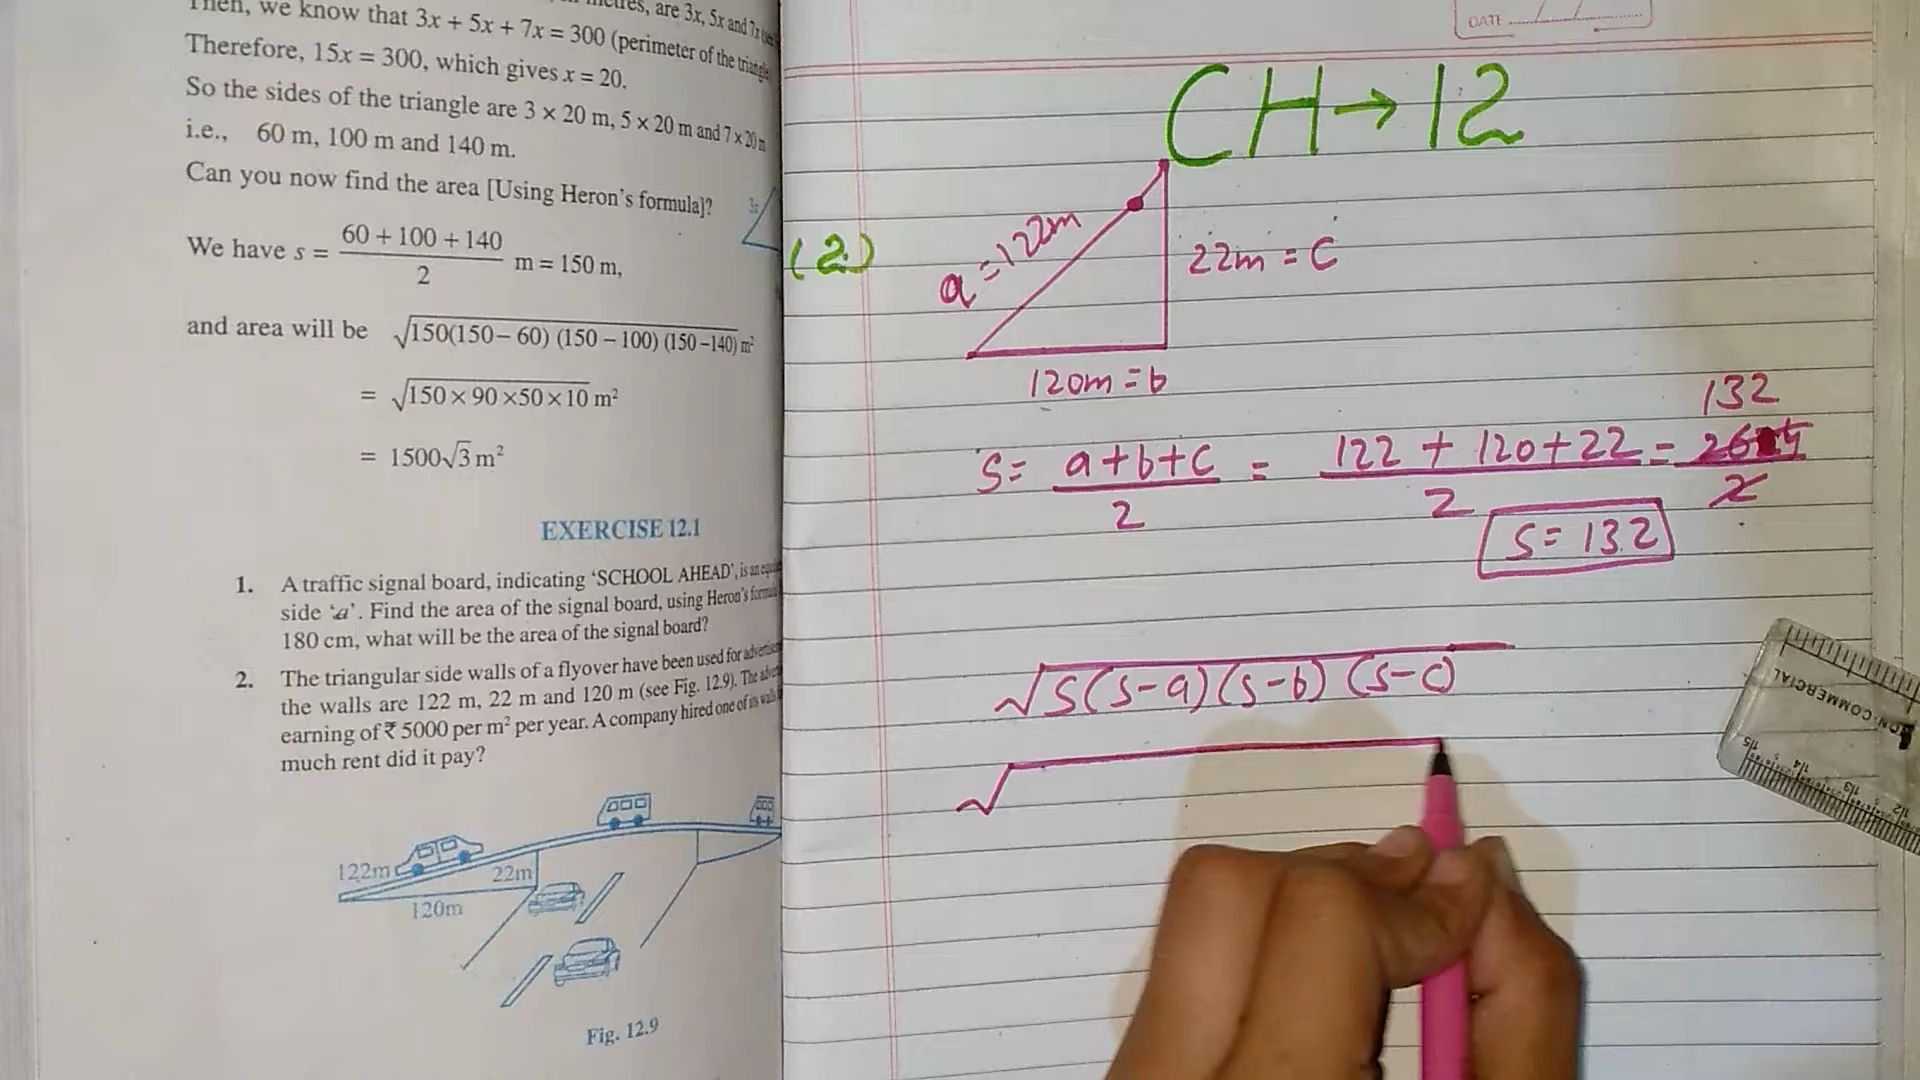 are 3x, 5x and 7x
Then, we know that 3x + 5x + 7x = 300 (perimeter of the triangle
Therefore, 15x = 300, which gives x = 20.
So the sides of the triangle are 3 × 20 m, 5 × 20 m and 7 × 20 m
i.e., 60 m, 100 m and 140 m.
Can you now find the area [Using Heron's formula]?
We have s = (60 + 100 + 140)/2 m = 150 m,
and area will be √150(150 – 60) (150 – 100) (150 –140) m²
= √150 × 90 ×50 × 10 m²
= 1500√3 m²
EXERCISE 12.1
1. A traffic signal board, indicating 'SCHOOL AHEAD', is an
side 'a'. Find the area of the signal board, using Heron's
180 cm, what will be the area of the signal board?
2. The triangular side walls of a flyover have been used for
the walls are 122 m, 22 m and 120 m (see Fig. 12.9). The
earning of ₹ 5000 per m² per year. A company hired one of its
much rent did it pay?
122m
22m
120m
Fig. 12.9
DATE
CH→12
(2)
a = 122m
22m = C
120m = b
132
S = a+b+c/2 = 122 + 120+22/2 = 264/2
S = 132
√S(s-a)(s-b)(s-c)
√
NON-COMMERCIAL